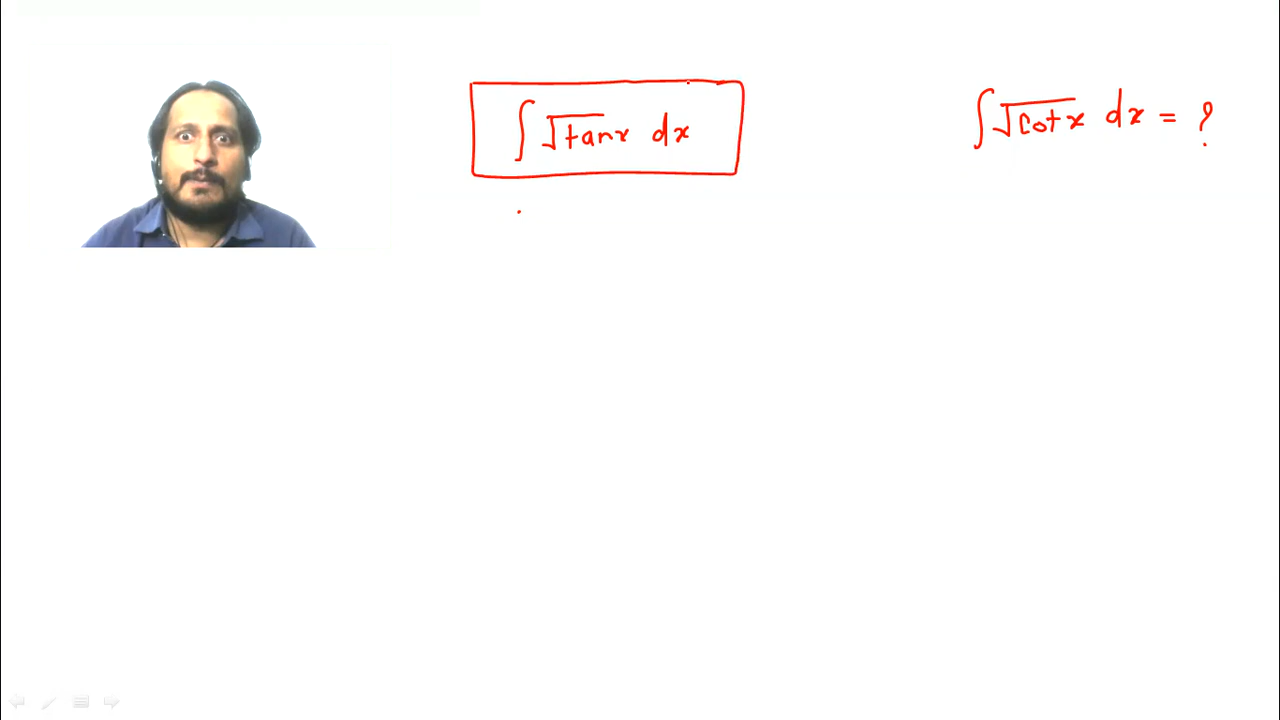 ∫√tanx dx
∫√cotx dx = ?